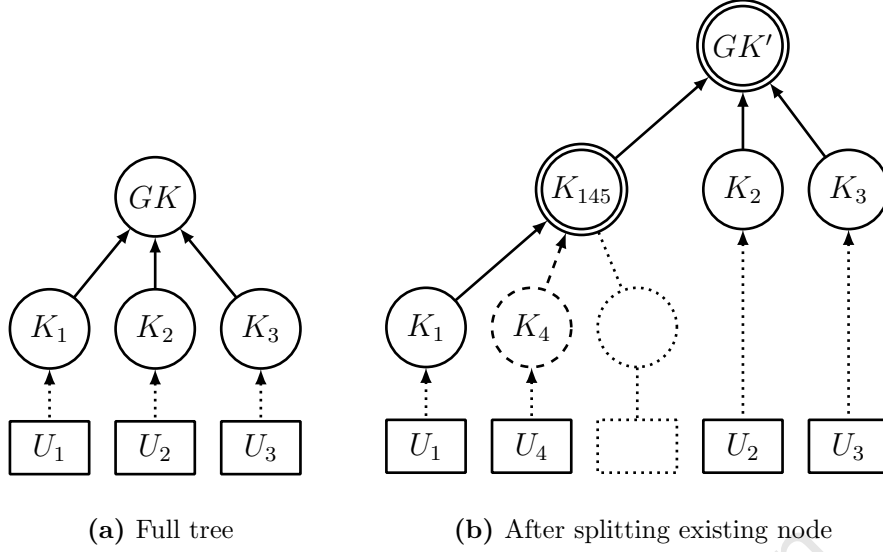 GK'
GK
K₁₄₅
K₂
K₃
K₁
K₂
K₃
K₁
K₄
U₁
U₂
U₃
U₁
U₄
U₂
U₃
(a) Full tree
(b) After splitting existing node